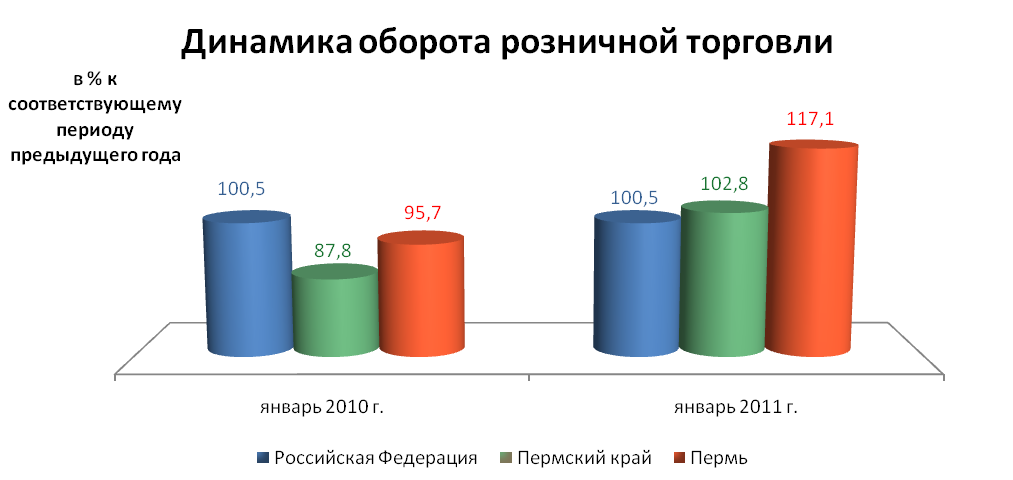 Динамика оборота розничной торговли
в % к
соответствующему
периоду
предыдущего года
117,1
100,5
95,7
87,8
100,5
102,8
январь 2010 г.
январь 2011 г.
Российская Федерация
Пермский край
Пермь